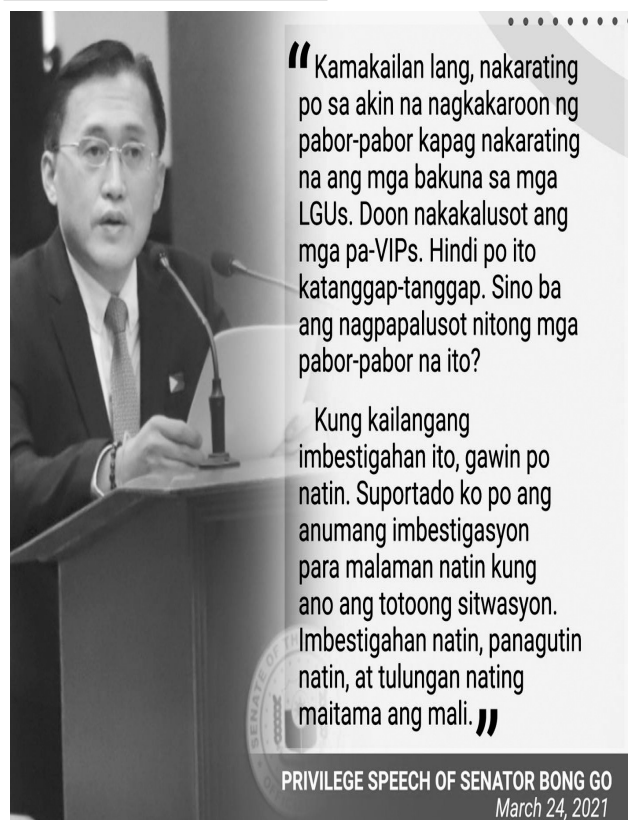 “ Kamakailan lang, nakarating
po sa akin na nagkakaroon ng
pabor-pabor kapag nakarating
na ang mga bakuna sa mga
LGUs. Doon nakakalusot ang
mga pa-VIPs. Hindi po ito
katanggap-tanggap. Sino ba
ang nagpapalusot nitong mga
pabor-pabor na ito?
Kung kailangang
imbestigahan ito, gawin po
natin. Suportado ko po ang
anumang imbestigasyon
para malaman natin kung
ano ang totoong sitwasyon.
Imbestigahan natin, panagutin
natin, at tulungan nating
maitama ang mali.”
SENATE OF TH
PRIVILEGE SPEECH OF SENATOR BONG GO
March 24, 2021